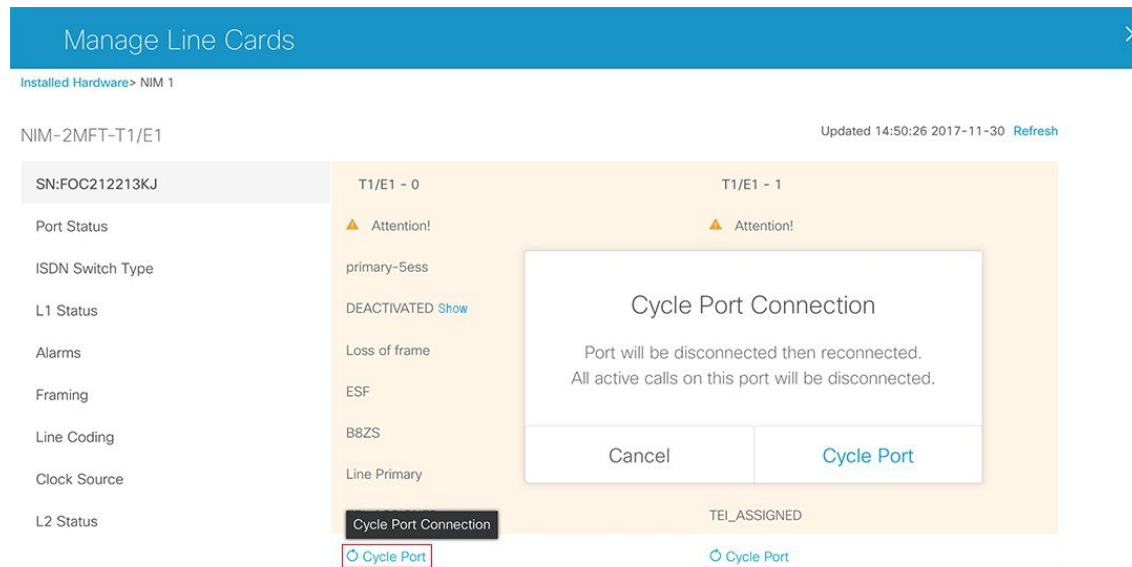 Manage Line Cards
Installed Hardware> NIM 1
NIM-2MFT-T1/E1
Updated 14:50:26 2017-11-30 Refresh
SN:FOC212213KJ T1/E1 - 0 T1/E1 - 1
Port Status Attention! Attention!
ISDN Switch Type primary-5ess
L1 Status DEACTIVATED Show
Alarms Loss of frame
Framing ESF
Line Coding B8ZS
Clock Source Line Primary
L2 Status TEI_ASSIGNED
Cycle Port Connection
Cycle Port Cycle Port
Cycle Port Connection
Port will be disconnected then reconnected.
All active calls on this port will be disconnected.
Cancel Cycle Port